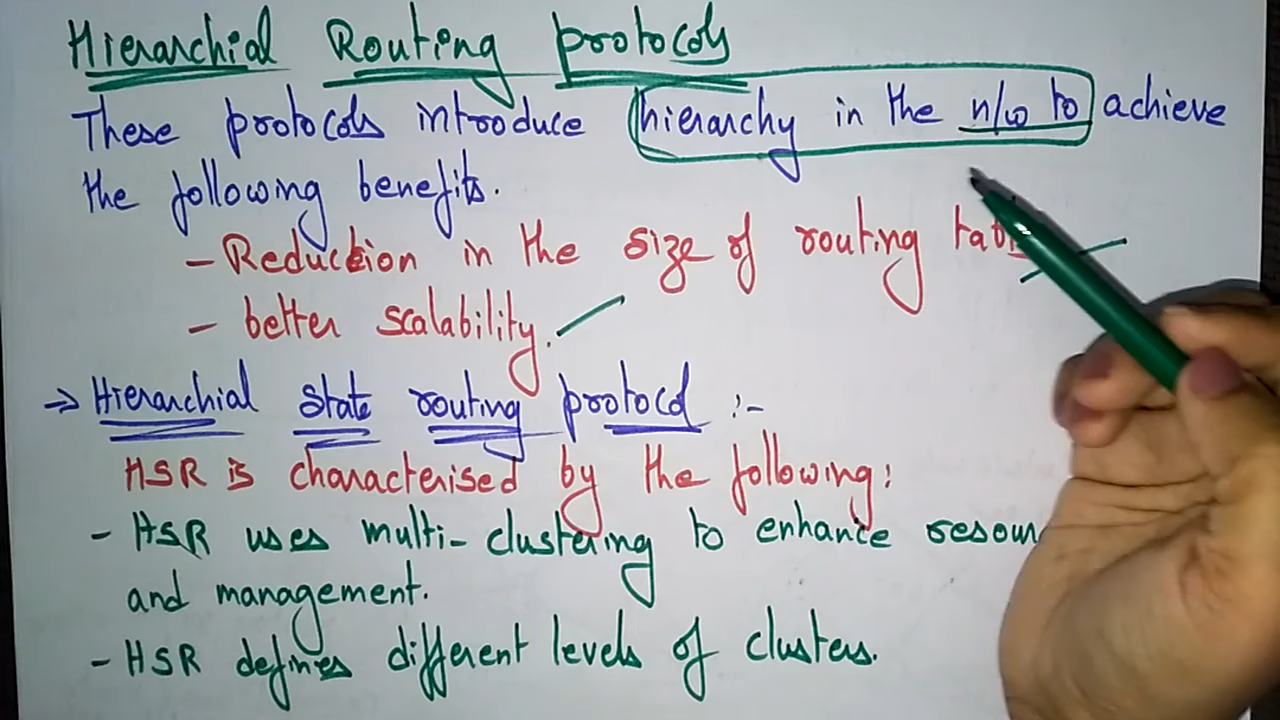 Hierarchial Routing protocols
These protocols introduce hierarchy in the n/w to achieve
the following benefits.
- Reduction in the size of routing
- better scalability.
→ Hierarchial state routing protocol :-
HSR is characterised by the following:
- HSR uses multi-clustering to enhance
and management.
- HSR defines different levels of clusters.